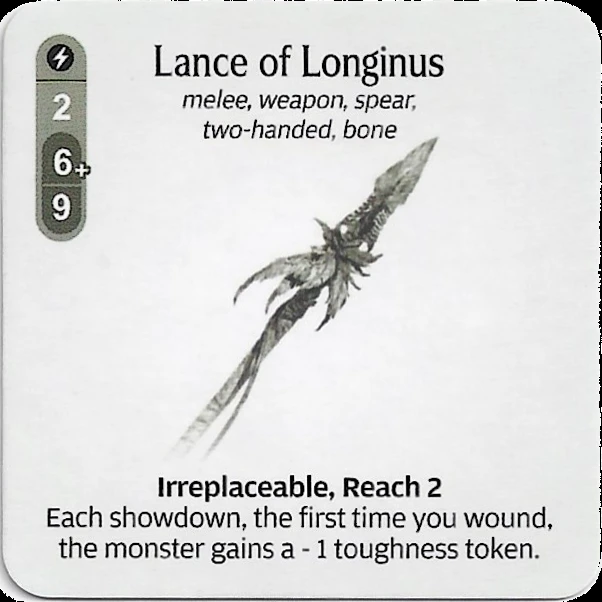 Lance of Longinus
melee, weapon, spear,
two-handed, bone
2
6+
9
Irreplaceable, Reach 2
Each showdown, the first time you wound,
the monster gains a - 1 toughness token.